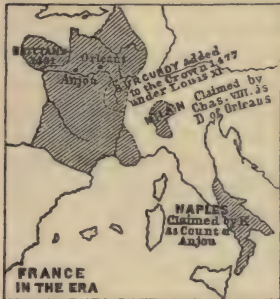 BRITTANY
1491
Orleans
Anjou
BURGUNDY added
to the Crown 1477
under Louis XI.
MILAN Claimed by
Chas. VIII. as
D of Orleans
NAPLES
Claimed by K
as Count of
Anjou
FRANCE
IN THE ERA